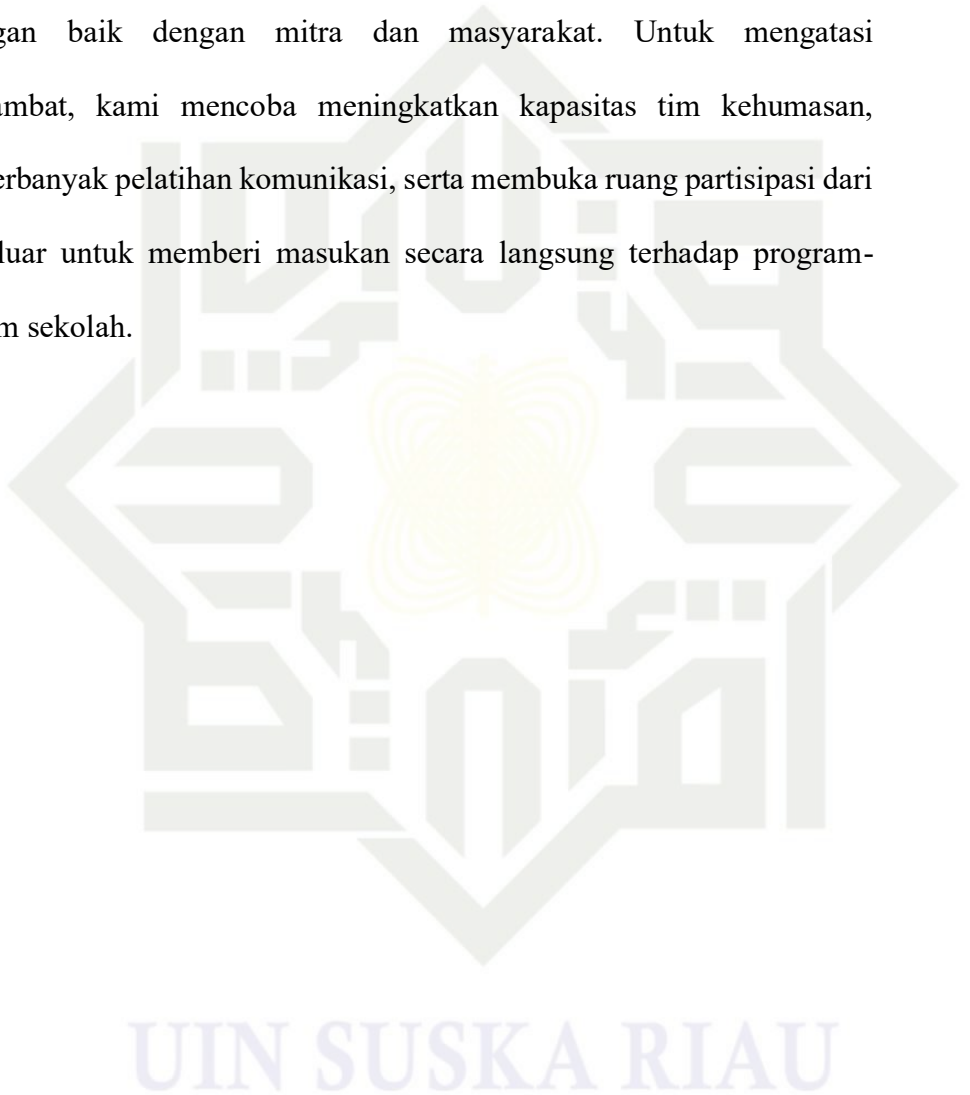 gan baik dengan mitra dan masyarakat. Untuk mengatasi
ambat, kami mencoba meningkatkan kapasitas tim kehumasan,
erbanyak pelatihan komunikasi, serta membuka ruang partisipasi dari
luar untuk memberi masukan secara langsung terhadap program-
m sekolah.
UIN SUSKA RIAU